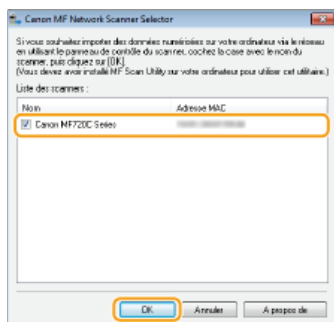 Canon MF Network Scanner Selector
Si vous souhaitez importer des données numérisées sur votre ordinateur via le réseau
en utilisant le panneau de contrôle du scanner, cochez la case avec le nom du
scanner, puis cliquez sur [OK].
(Vous devez avoir installé MF Scan Utility sur votre ordinateur pour utiliser cet utilitaire.)
Liste des scanners :
Nom Adresse MAC
Canon MF720C Series
OK Annuler A propos de